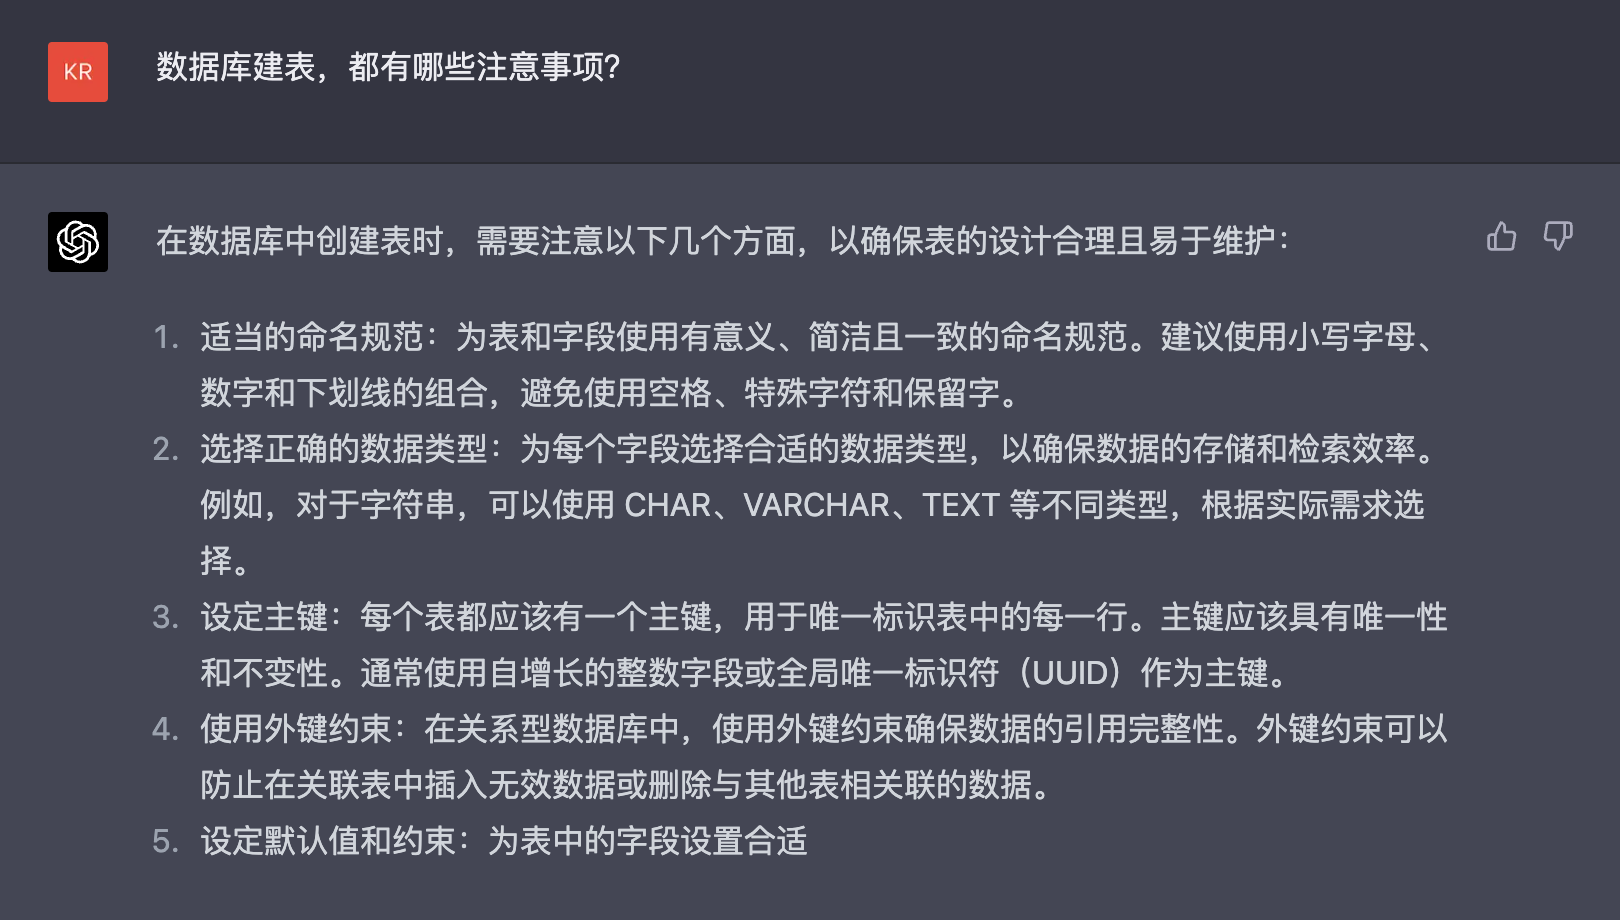 KR
数据库建表，都有哪些注意事项？
在数据库中创建表时，需要注意以下几个方面，以确保表的设计合理且易于维护：
1. 适当的命名规范：为表和字段使用有意义、简洁且一致的命名规范。建议使用小写字母、
数字和下划线的组合，避免使用空格、特殊字符和保留字。
2. 选择正确的数据类型：为每个字段选择合适的数据类型，以确保数据的存储和检索效率。
例如，对于字符串，可以使用 CHAR、VARCHAR、TEXT 等不同类型，根据实际需求选
择。
3. 设定主键：每个表都应该有一个主键，用于唯一标识表中的每一行。主键应该具有唯一性
和不变性。通常使用自增长的整数字段或全局唯一标识符（UUID）作为主键。
4. 使用外键约束：在关系型数据库中，使用外键约束确保数据的引用完整性。外键约束可以
防止在关联表中插入无效数据或删除与其他表相关联的数据。
5. 设定默认值和约束：为表中的字段设置合适